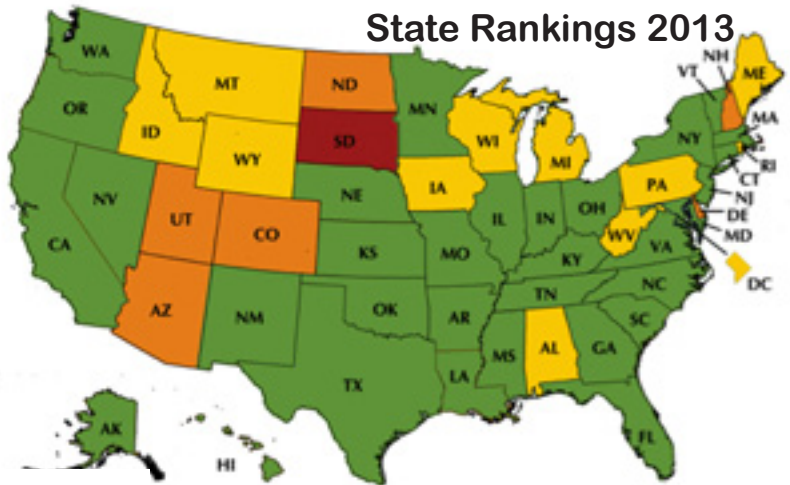 State Rankings 2013
WA
OR
CA
NV
ID
MT
WY
UT
CO
AZ
NM
ND
SD
NE
KS
OK
TX
MN
IA
MO
AR
LA
WI
IL
MI
IN
OH
KY
TN
MS
AL
GA
FL
SC
NC
VA
WV
PA
NY
VT
NH
ME
MA
RI
CT
NJ
DE
MD
DC
AK
HI